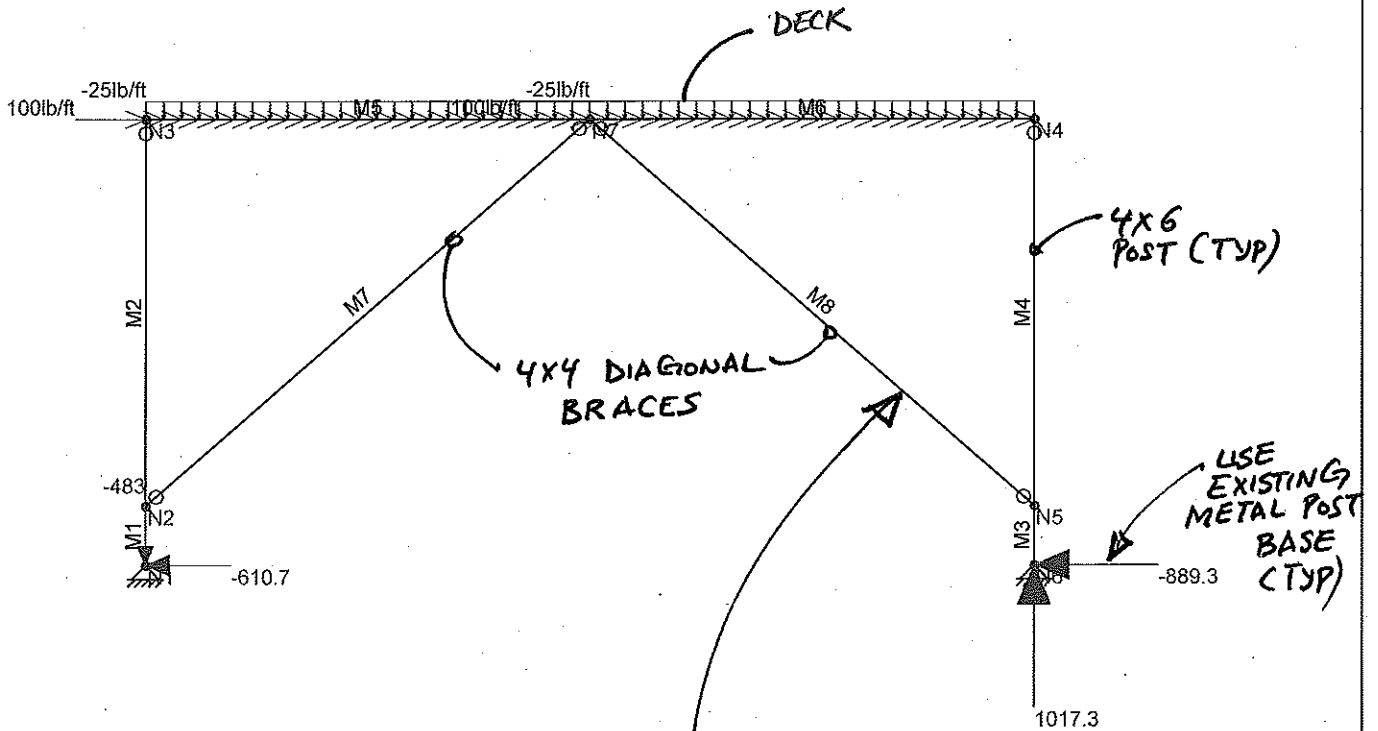 DECK
-25lb/ft
-25lb/ft
100lb/ft
M5
100lb/ft
M6
N3
N7
N4
4X6
POST (TYP)
M2
M7
M8
M4
4X4 DIAGONAL
BRACES
USE
EXISTING
METAL POST
BASE
(TYP)
-483
N2
N5
M1
M3
-610.7
-889.3
1017.3